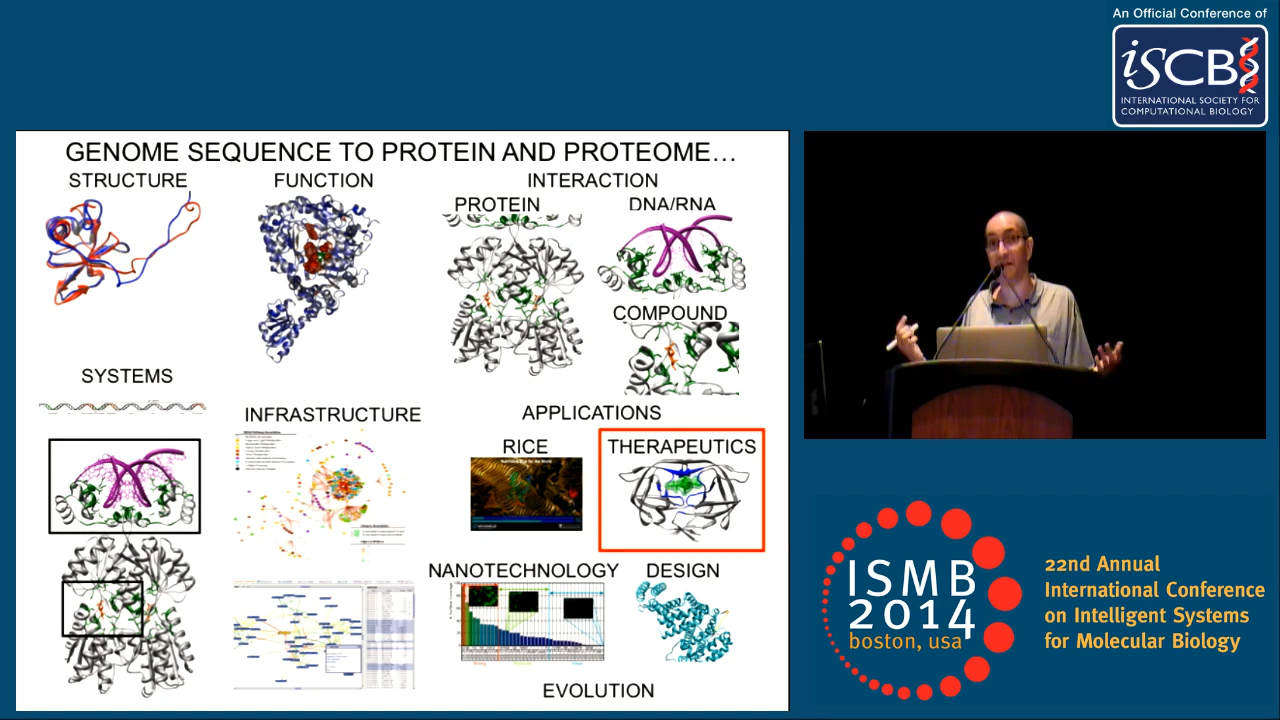 An Official Conference of
iSCB
INTERNATIONAL SOCIETY FOR
COMPUTATIONAL BIOLOGY
GENOME SEQUENCE TO PROTEIN AND PROTEOME…
STRUCTURE
FUNCTION
INTERACTION
PROTEIN
DNA/RNA
COMPOUND
SYSTEMS
INFRASTRUCTURE
APPLICATIONS
RICE
THERAPEUTICS
NANOTECHNOLOGY
DESIGN
EVOLUTION
ISMB
2014
boston, usa
22nd Annual
International Conference
on Intelligent Systems
for Molecular Biology